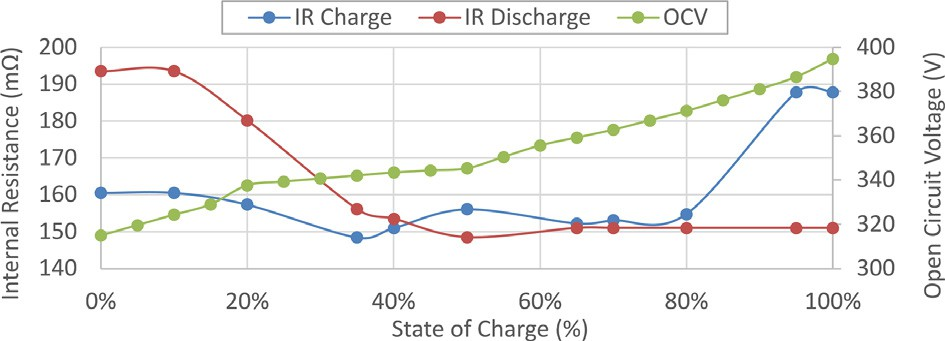 IR Charge IR Discharge OCV
Internal Resistance (mΩ)
200
190
180
170
160
150
140
400
380
360
340
320
300
Open Circuit Voltage (V)
0% 20% 40% 60% 80% 100%
State of Charge (%)